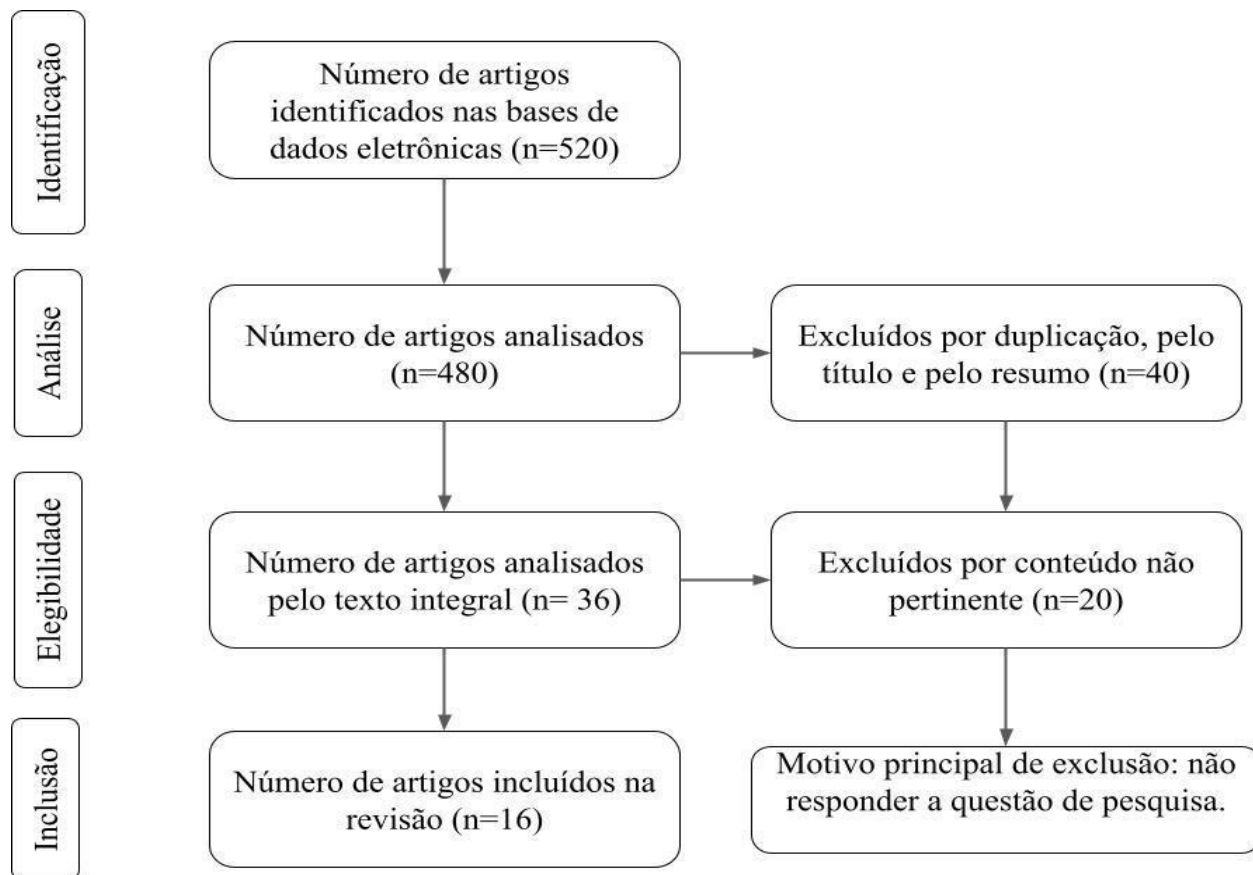 Identificação
Número de artigos
identificados nas bases de
dados eletrônicas (n=520)
Análise
Número de artigos analisados
(n=480)
Excluídos por duplicação, pelo
título e pelo resumo (n=40)
Elegibilidade
Número de artigos analisados
pelo texto integral (n= 36)
Excluídos por conteúdo não
pertinente (n=20)
Inclusão
Número de artigos incluídos na
revisão (n=16)
Motivo principal de exclusão: não
responder a questão de pesquisa.